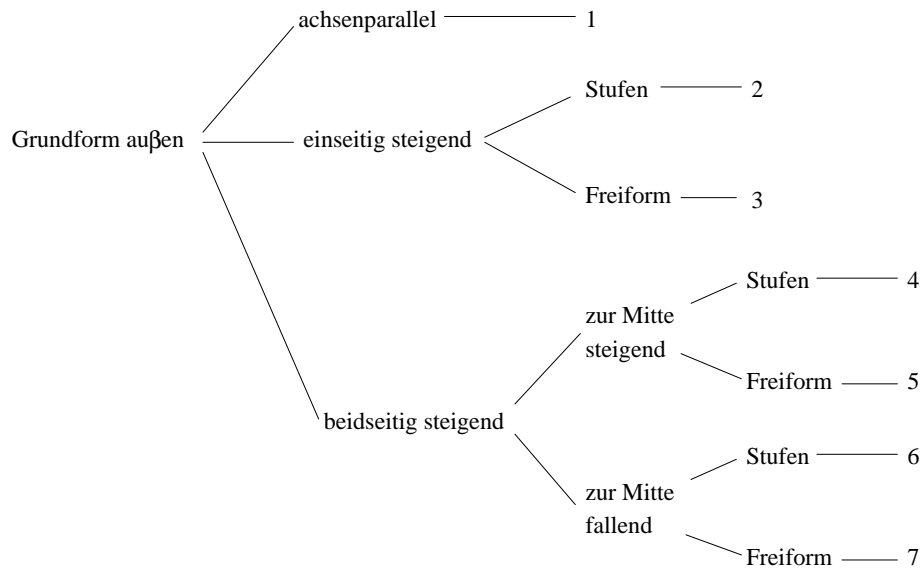 achsenparallel 1
Stufen 2
Grundform außen einseitig steigend
Freiform 3
Stufen 4
zur Mitte
steigend
Freiform 5
beidseitig steigend
Stufen 6
zur Mitte
fallend
Freiform 7